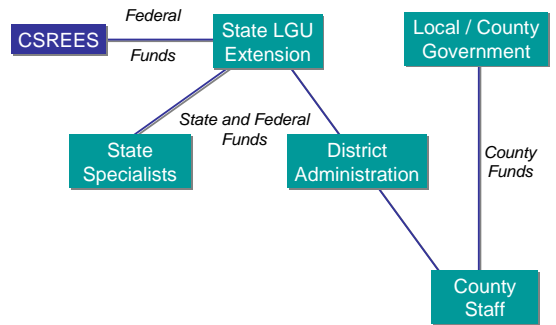 Federal
CSREES
Funds
State LGU
Extension
Local / County
Government
State and Federal
Funds
State
Specialists
District
Administration
County
Funds
County
Staff